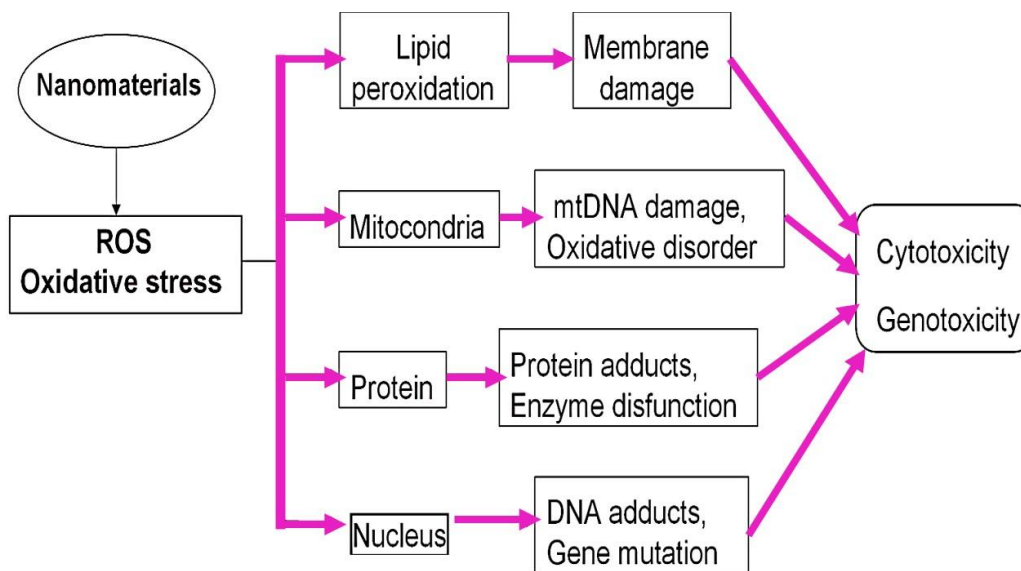 Nanomaterials
ROS
Oxidative stress
Lipid
peroxidation
Membrane
damage
Mitocondria
mtDNA damage,
Oxidative disorder
Protein
Protein adducts,
Enzyme disfunction
Nucleus
DNA adducts,
Gene mutation
Cytotoxicity
Genotoxicity